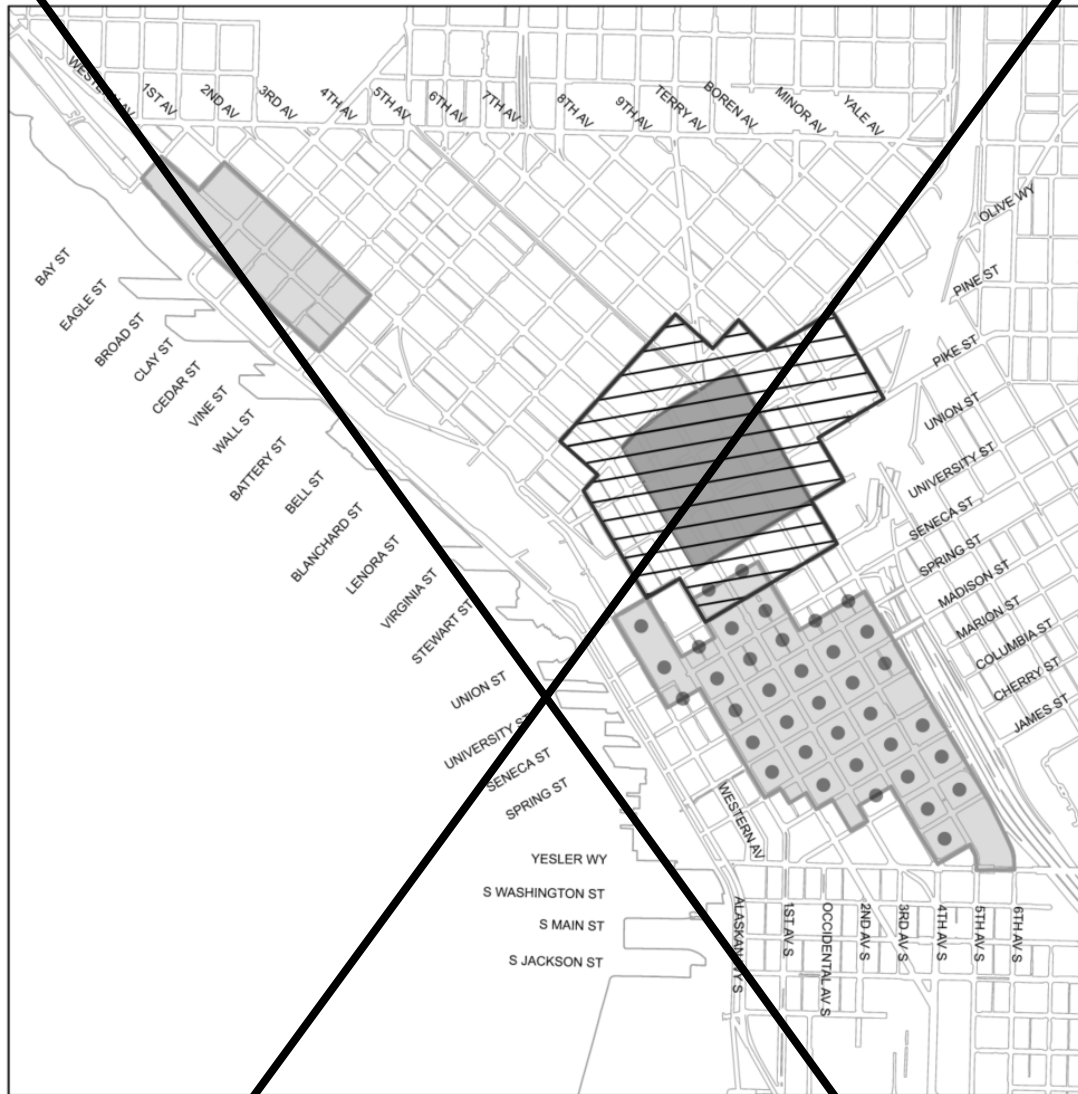 WESTERN AV
1ST AV
2ND AV
3RD AV
4TH AV
5TH AV
6TH AV
7TH AV
8TH AV
9TH AV
TERRY AV
BOREN AV
MINOR AV
YALE AV
OLIVE WY
PINE ST
PIKE ST
UNION ST
UNIVERSITY ST
SENECA ST
SPRING ST
MADISON ST
MARION ST
COLUMBIA ST
CHERRY ST
JAMES ST
BAY ST
EAGLE ST
BROAD ST
CLAY ST
CEDAR ST
VINE ST
WALL ST
BATTERY ST
BELL ST
BLANCHARD ST
LENORA ST
VIRGINIA ST
STEWART ST
UNION ST
UNIVERSITY ST
SENECA ST
SPRING ST
WESTERN AV
YESLER WY
S WASHINGTON ST
S MAIN ST
S JACKSON ST
ALASKAN WY S
1ST AV S
OCCIDENTAL AV S
2ND AV S
3RD AV S
4TH AV S
5TH AV S
6TH AV S